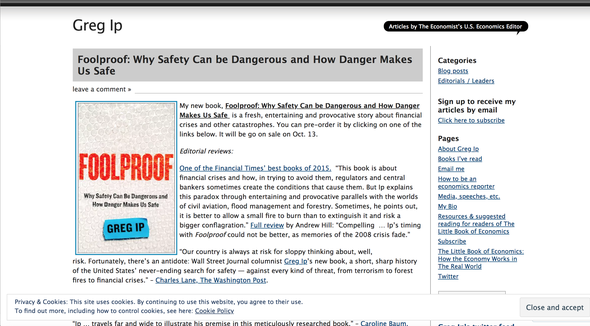 Greg Ip
Articles by The Economist's U.S. Economics Editor
Foolproof: Why Safety Can be Dangerous and How Danger Makes
Us Safe
leave a comment »
FOOLPROOF
Why Safety Can be Dangerous and
How Danger Makes Us Safe
GREG IP
My new book, Foolproof: Why Safety Can be Dangerous and How Danger
Makes Us Safe is a fresh, entertaining and provocative story about financial
crises and other catastrophes. You can pre-order it by clicking on one of the
links below. It will be go on sale on Oct. 13.
Editorial reviews:
One of the Financial Times' best books of 2015. "This book is about
financial crises and how, in trying to avoid them, regulators and central
bankers sometimes create the conditions that cause them. But Ip explains
this paradox through entertaining and provocative parallels with the worlds
of civil aviation, flood management and forestry. Sometimes, he points out,
it is better to allow a small fire to burn than to extinguish it and risk a
bigger conflagration." Full review by Andrew Hill: "Compelling ... Ip's timing
with Foolproof could not be better, as memories of the 2008 crisis fade."
"Our country is always at risk for sloppy thinking about, well,
risk. Fortunately, there's an antidote: Wall Street Journal columnist Greg Ip's new book, a short, sharp history
of the United States' never-ending search for safety — against every kind of threat, from terrorism to forest
fires to financial crises." – Charles Lane, The Washington Post.
"Ip ... travels far and wide to illustrate his premise in this meticulously researched book." – Caroline Baum,
Categories
Blog posts
Editorials / Leaders
Sign up to receive my
articles by email
Click here to subscribe
Pages
About Greg Ip
Books I've read
Email me
How to be an
economics reporter
Media, speeches, etc.
My Bio
Resources & suggested
reading for readers of The
Little Book of Economics
Subscribe
The Little Book of Economics:
How the Economy Works in
The Real World
Twitter
Privacy & Cookies: This site uses cookies. By continuing to use this website, you agree to their use.
To find out more, including how to control cookies, see here: Cookie Policy
Close and accept